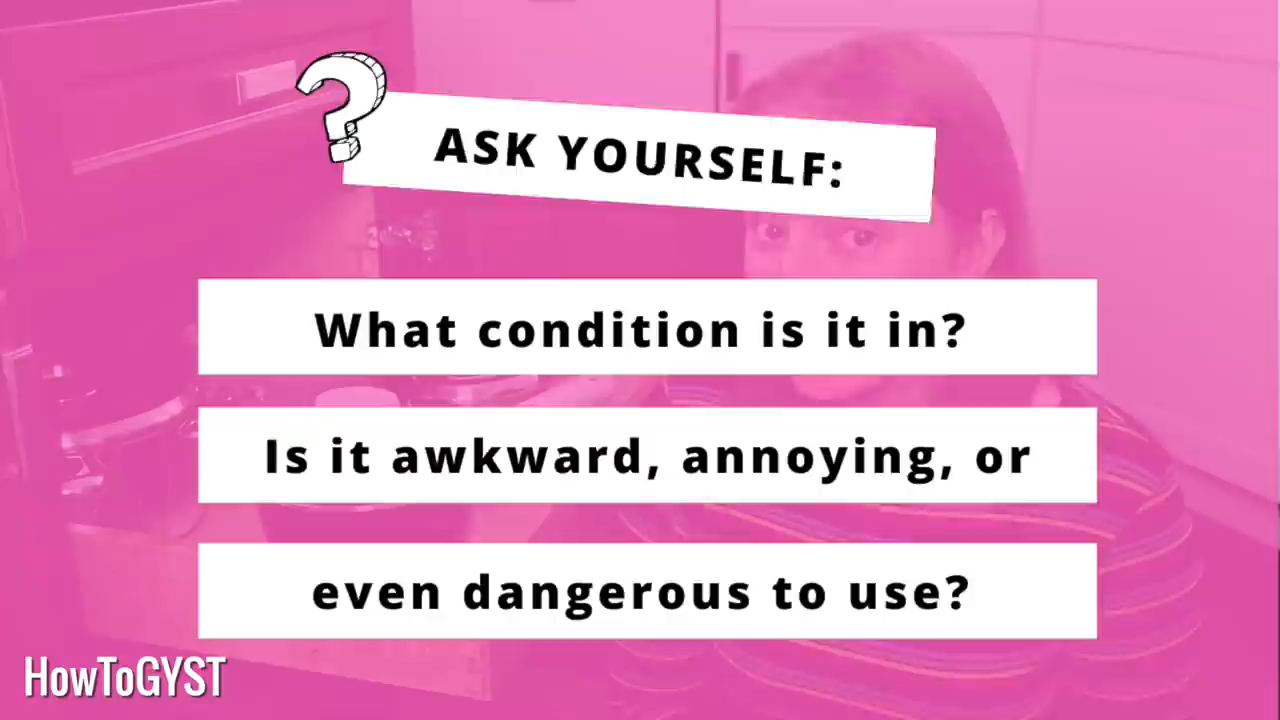 ASK YOURSELF:
What condition is it in?
Is it awkward, annoying, or
even dangerous to use?
HowToGYST